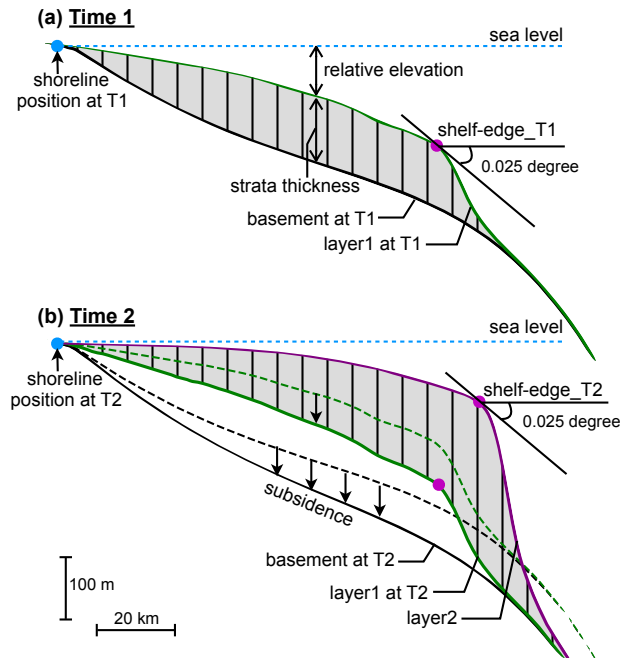 (a) Time 1
sea level
shoreline
position at T1
relative elevation
shelf-edge_T1
0.025 degree
strata thickness
basement at T1
layer1 at T1
(b) Time 2
sea level
shoreline
position at T2
shelf-edge_T2
0.025 degree
subsidence
basement at T2
100 m
layer1 at T2
layer2
20 km